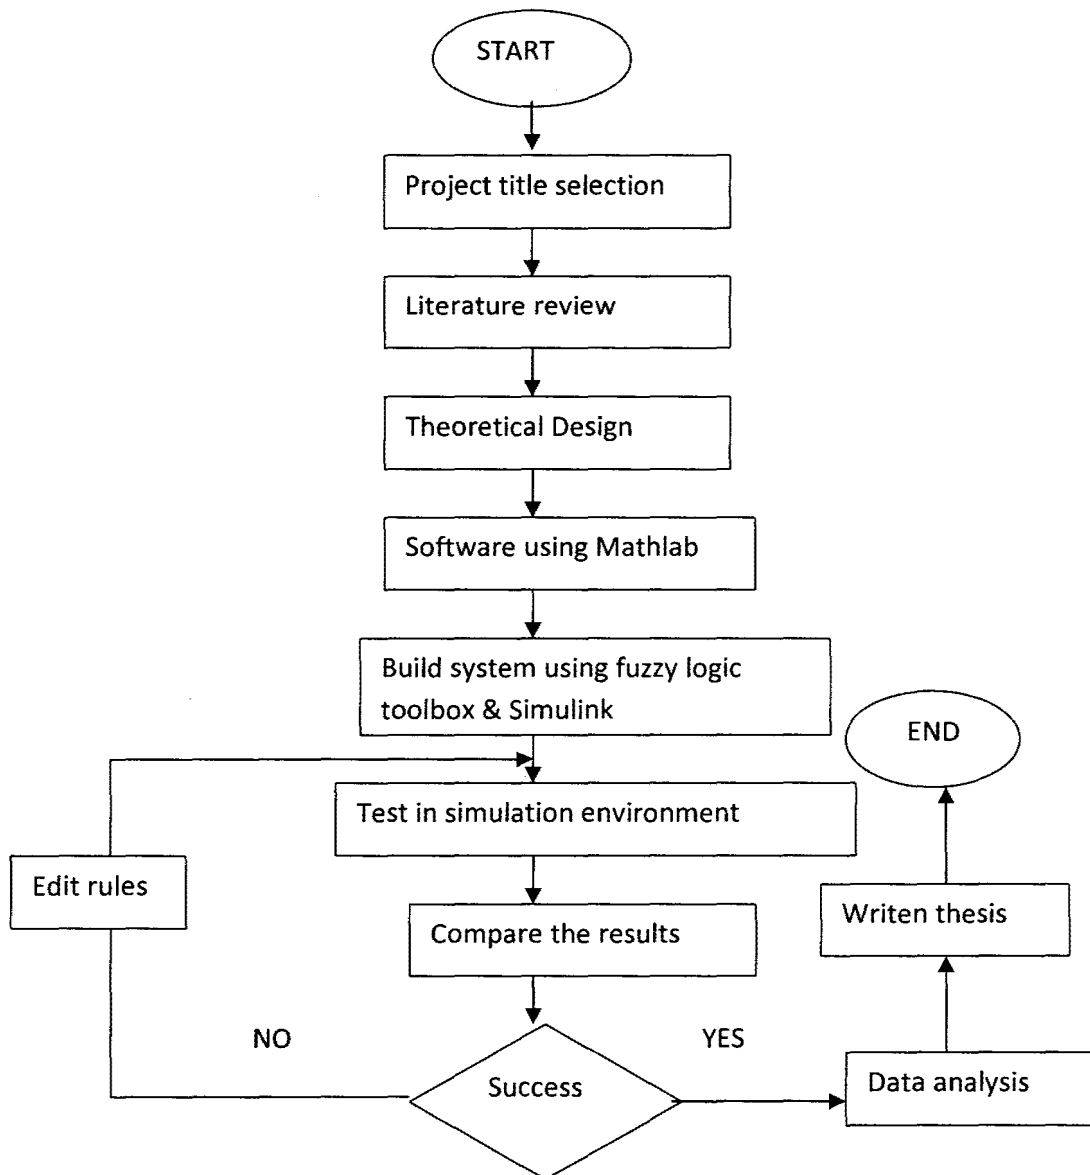 START
Project title selection
Literature review
Theoretical Design
Software using Mathlab
Build system using fuzzy logic
toolbox & Simulink
END
Test in simulation environment
Edit rules
Writen thesis
Compare the results
NO
YES
Success
Data analysis